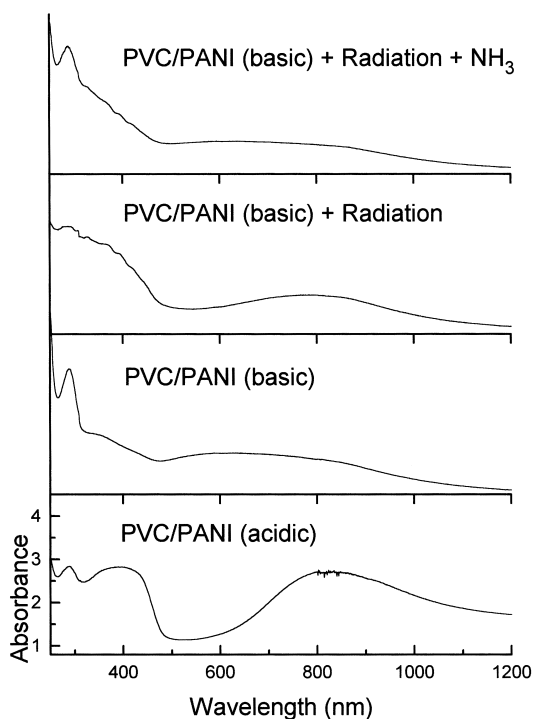 PVC/PANI (basic) + Radiation + NH₃
PVC/PANI (basic) + Radiation
PVC/PANI (basic)
PVC/PANI (acidic)
4
3
2
1
Absorbance
400 600 800 1000 1200
Wavelength (nm)